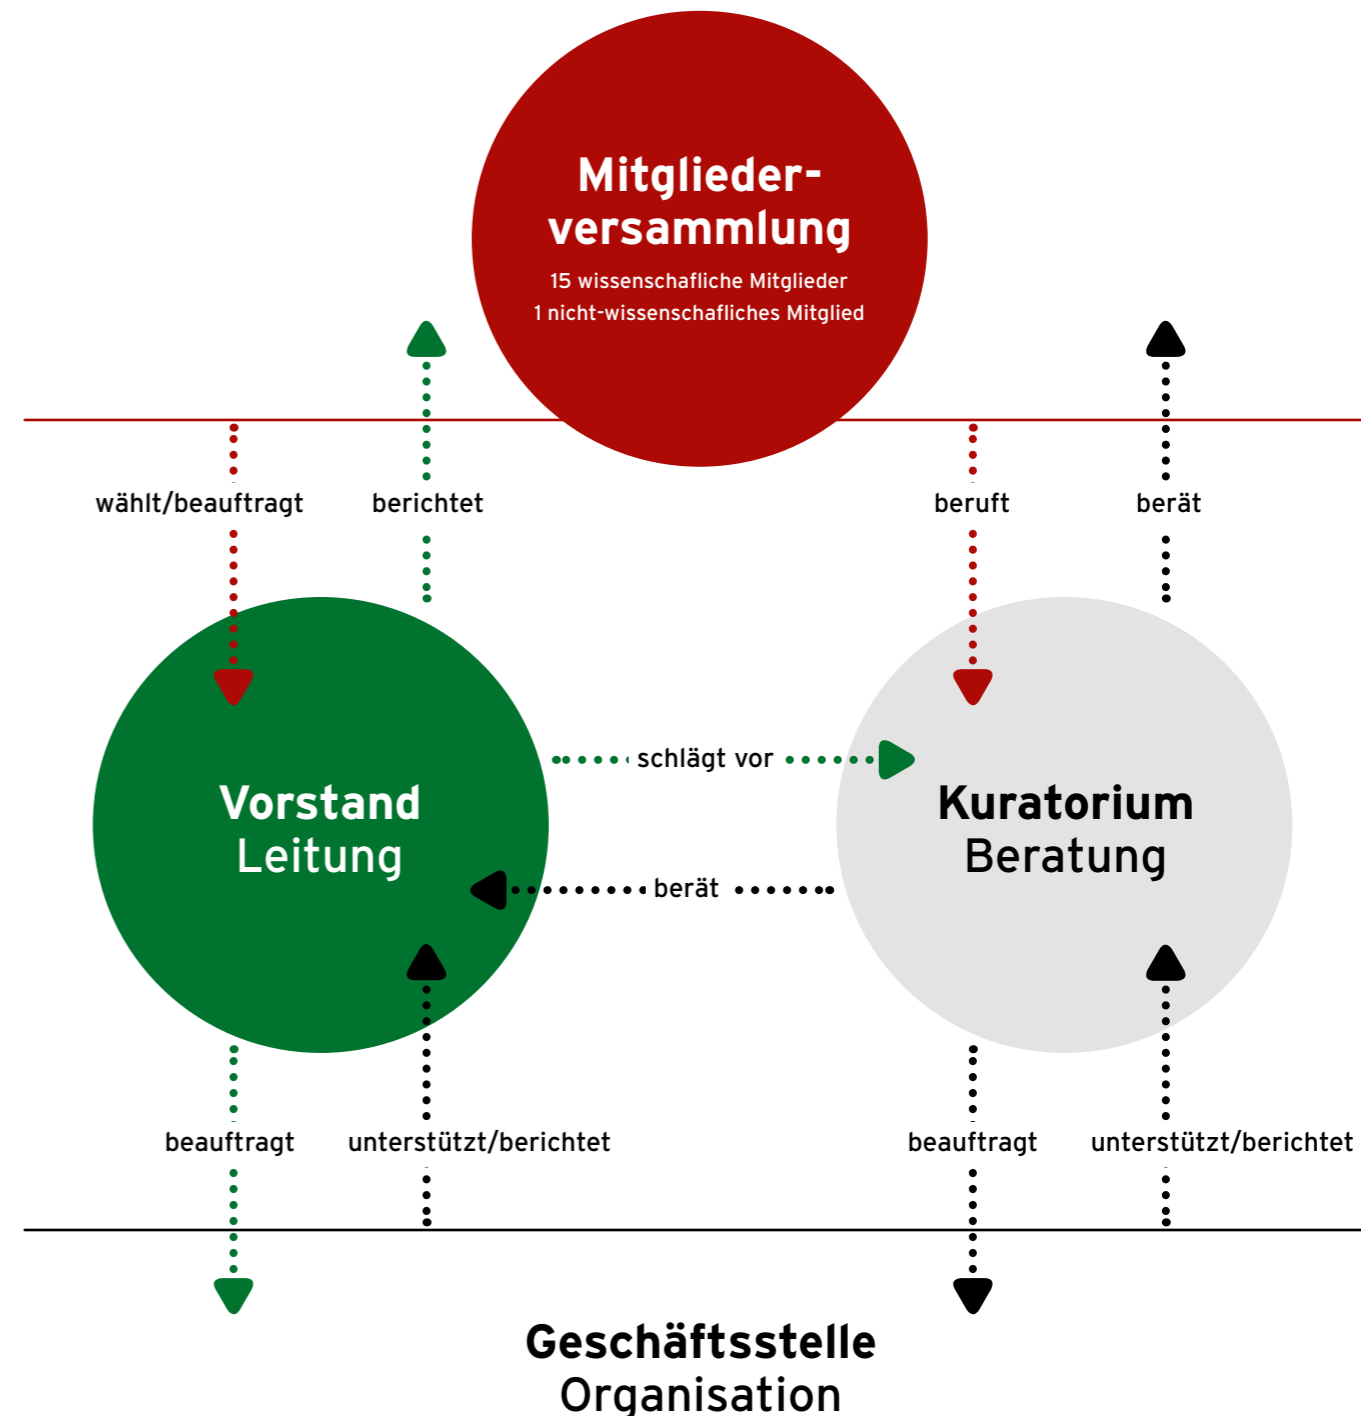 Mitglieder-
versammlung
15 wissenschafliche Mitglieder
1 nicht-wissenschafliches Mitglied
wählt/beauftragt
berichtet
beruft
berät
schlägt vor
Vorstand
Leitung
Kuratorium
Beratung
berät
beauftragt
unterstützt/berichtet
beauftragt
unterstützt/berichtet
Geschäftsstelle
Organisation